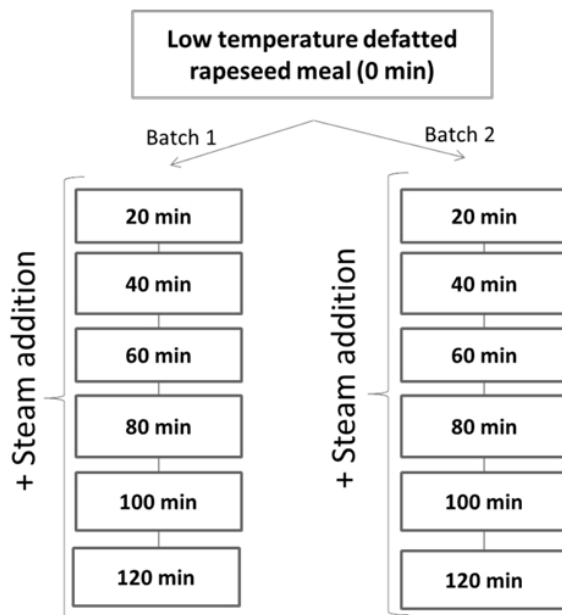 Low temperature defatted
rapeseed meal (0 min)
Batch 1
Batch 2
+ Steam addition
20 min
40 min
60 min
80 min
100 min
120 min
+ Steam addition
20 min
40 min
60 min
80 min
100 min
120 min